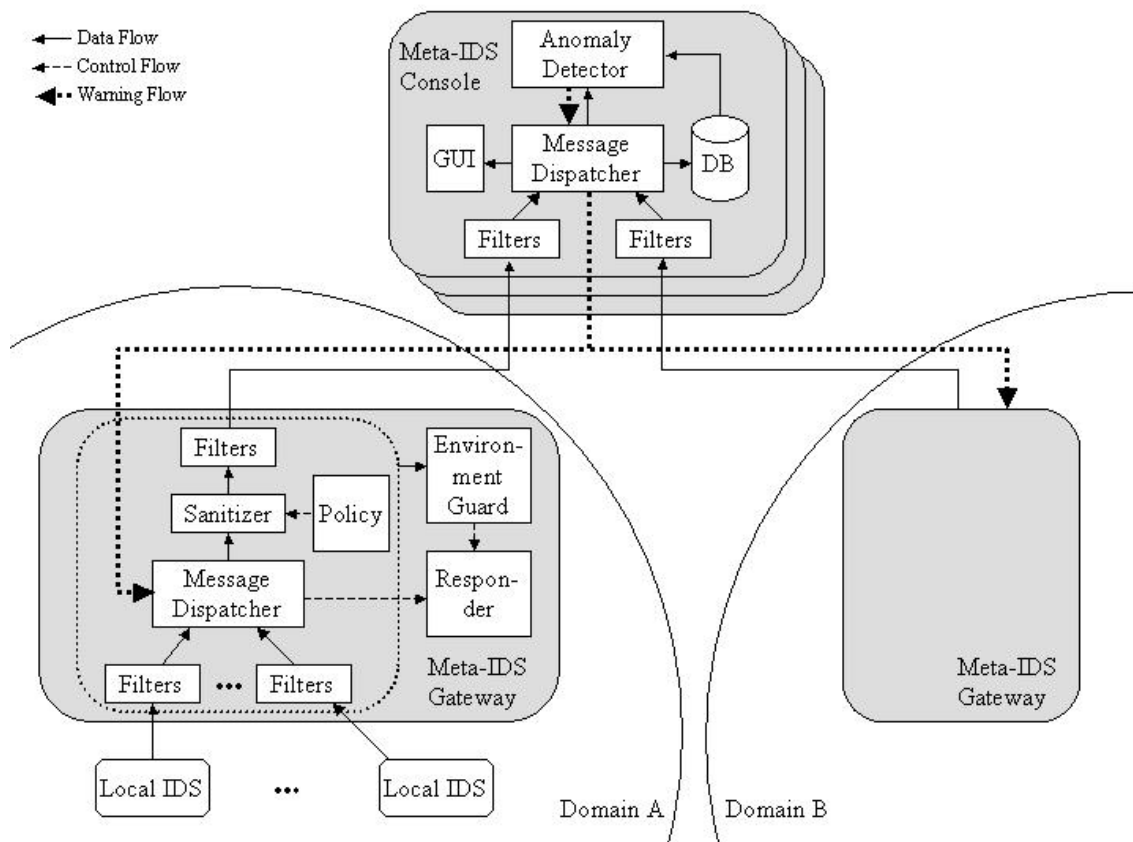 Data Flow
Control Flow
Warning Flow
Meta-IDS
Console
Anomaly
Detector
GUI
Message
Dispatcher
DB
Filters
Filters
Filters
Sanitizer
Policy
Environ-
ment
Guard
Message
Dispatcher
Respon-
der
Filters
...
Filters
Meta-IDS
Gateway
Meta-IDS
Gateway
Local IDS
...
Local IDS
Domain A
Domain B